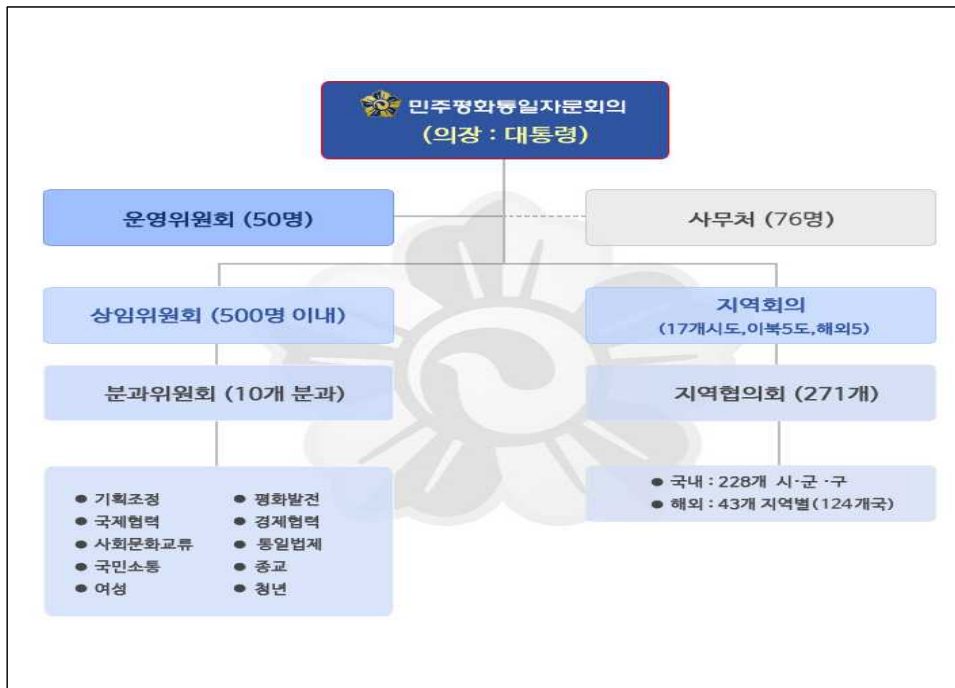 민주평화통일자문회의
(의장 : 대통령)
운영위원회 (50명)
사무처 (76명)
상임위원회 (500명 이내)
지역회의
(17개시도,이북5도,해외5)
분과위원회 (10개 분과)
지역협의회 (271개)
● 기획조정
● 국제협력
● 사회문화교류
● 국민소통
● 여성
● 평화발전
● 경제협력
● 통일법제
● 종교
● 청년
● 국내 : 228개 시·군 ·구
● 해외 : 43개 지역별(124개국)